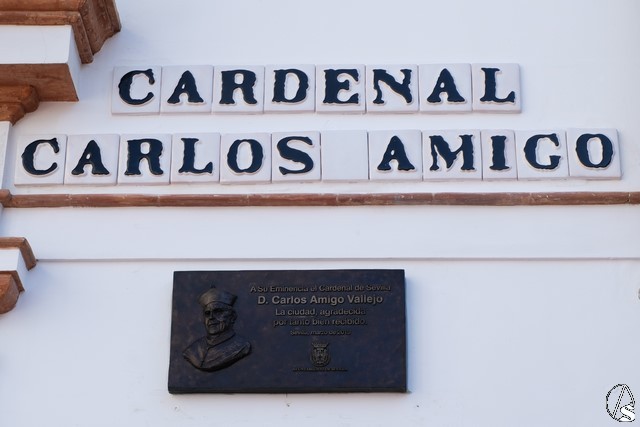 CARDENAL
CARLOS AMIGO
A Su Eminencia el Cardenal de Sevilla,
D. Carlos Amigo Vallejo
La ciudad, agradecida,
por tanto bien recibido.